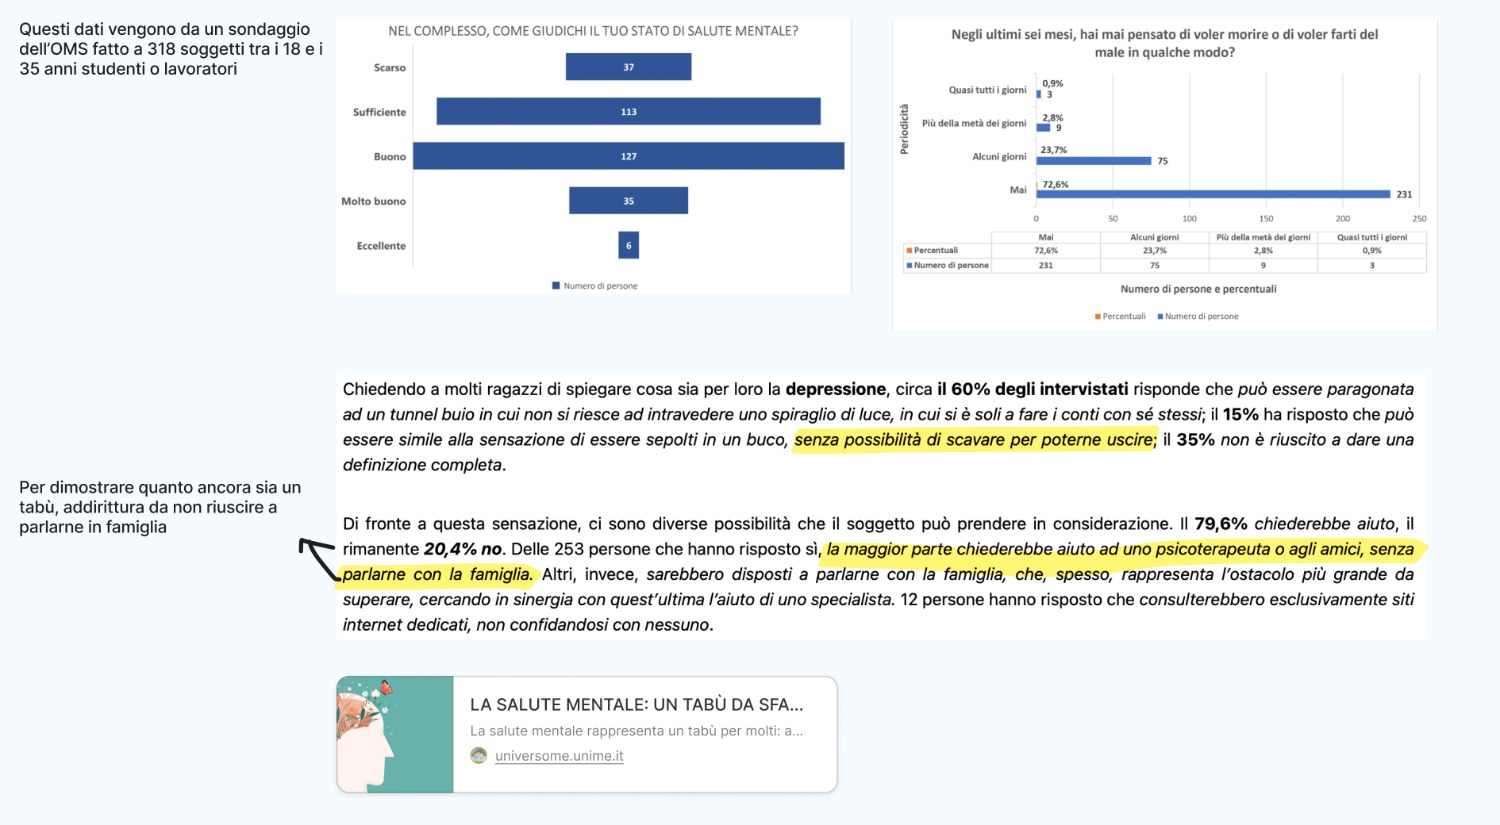 Questi dati vengono da un sondaggio
dell'OMS fatto a 318 soggetti tra i 18 e i
35 anni studenti o lavoratori
NEL COMPLESSO, COME GIUDICHI IL TUO STATO DI SALUTE MENTALE?
Scarso
37
Sufficiente
113
Buono
127
Molto buono
35
Eccellente
6
Numero di persone
Negli ultimi sei mesi, hai mai pensato di voler morire o di voler farti del
male in qualche modo?
Periodicità
Quasi tutti i giorni
0,9%
3
Più della metà dei giorni
2,8%
9
Alcuni giorni
23,7%
75
Mai
72,6%
231
0 50 100 150 200 250
Mai Alcuni giorni Più della metà dei giorni Quasi tutti i giorni
Percentuali 72,6% 23,7% 2,8% 0,9%
Numero di persone 231 75 9 3
Numero di persone e percentuali
Percentuali Numero di persone
Chiedendo a molti ragazzi di spiegare cosa sia per loro la depressione, circa il 60% degli intervistati risponde che può essere paragonata
ad un tunnel buio in cui non si riesce ad intravedere uno spiraglio di luce, in cui si è soli a fare i conti con sé stessi; il 15% ha risposto che può
essere simile alla sensazione di essere sepolti in un buco, senza possibilità di scavare per poterne uscire; il 35% non è riuscito a dare una
definizione completa.
Per dimostrare quanto ancora sia un
tabù, addirittura da non riuscire a
parlarne in famiglia
Di fronte a questa sensazione, ci sono diverse possibilità che il soggetto può prendere in considerazione. Il 79,6% chiederebbe aiuto, il
rimanente 20,4% no. Delle 253 persone che hanno risposto sì, la maggior parte chiederebbe aiuto ad uno psicoterapeuta o agli amici, senza
parlarne con la famiglia. Altri, invece, sarebbero disposti a parlarne con la famiglia, che, spesso, rappresenta l'ostacolo più grande da
superare, cercando in sinergia con quest'ultima l'aiuto di uno specialista. 12 persone hanno risposto che consulterebbero esclusivamente siti
internet dedicati, non confidandosi con nessuno.
LA SALUTE MENTALE: UN TABÙ DA SFA...
La salute mentale rappresenta un tabù per molti: a...
universome.unime.it